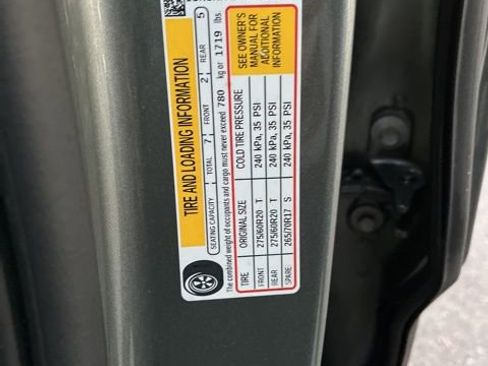 TIRE AND LOADING INFORMATION
SEATING CAPACITY TOTAL 7 FRONT 2 REAR 5
The combined weight of occupants and cargo must never exceed 780 kg or 1719 lbs.
TIRE ORIGINAL SIZE COLD TIRE PRESSURE
FRONT 275/60R20 T 240 kPa, 35 PSI
REAR 275/60R20 T 240 kPa, 35 PSI
SPARE 265/70R17 S 240 kPa, 35 PSI
SEE OWNER'S
MANUAL FOR
ADDITIONAL
INFORMATION